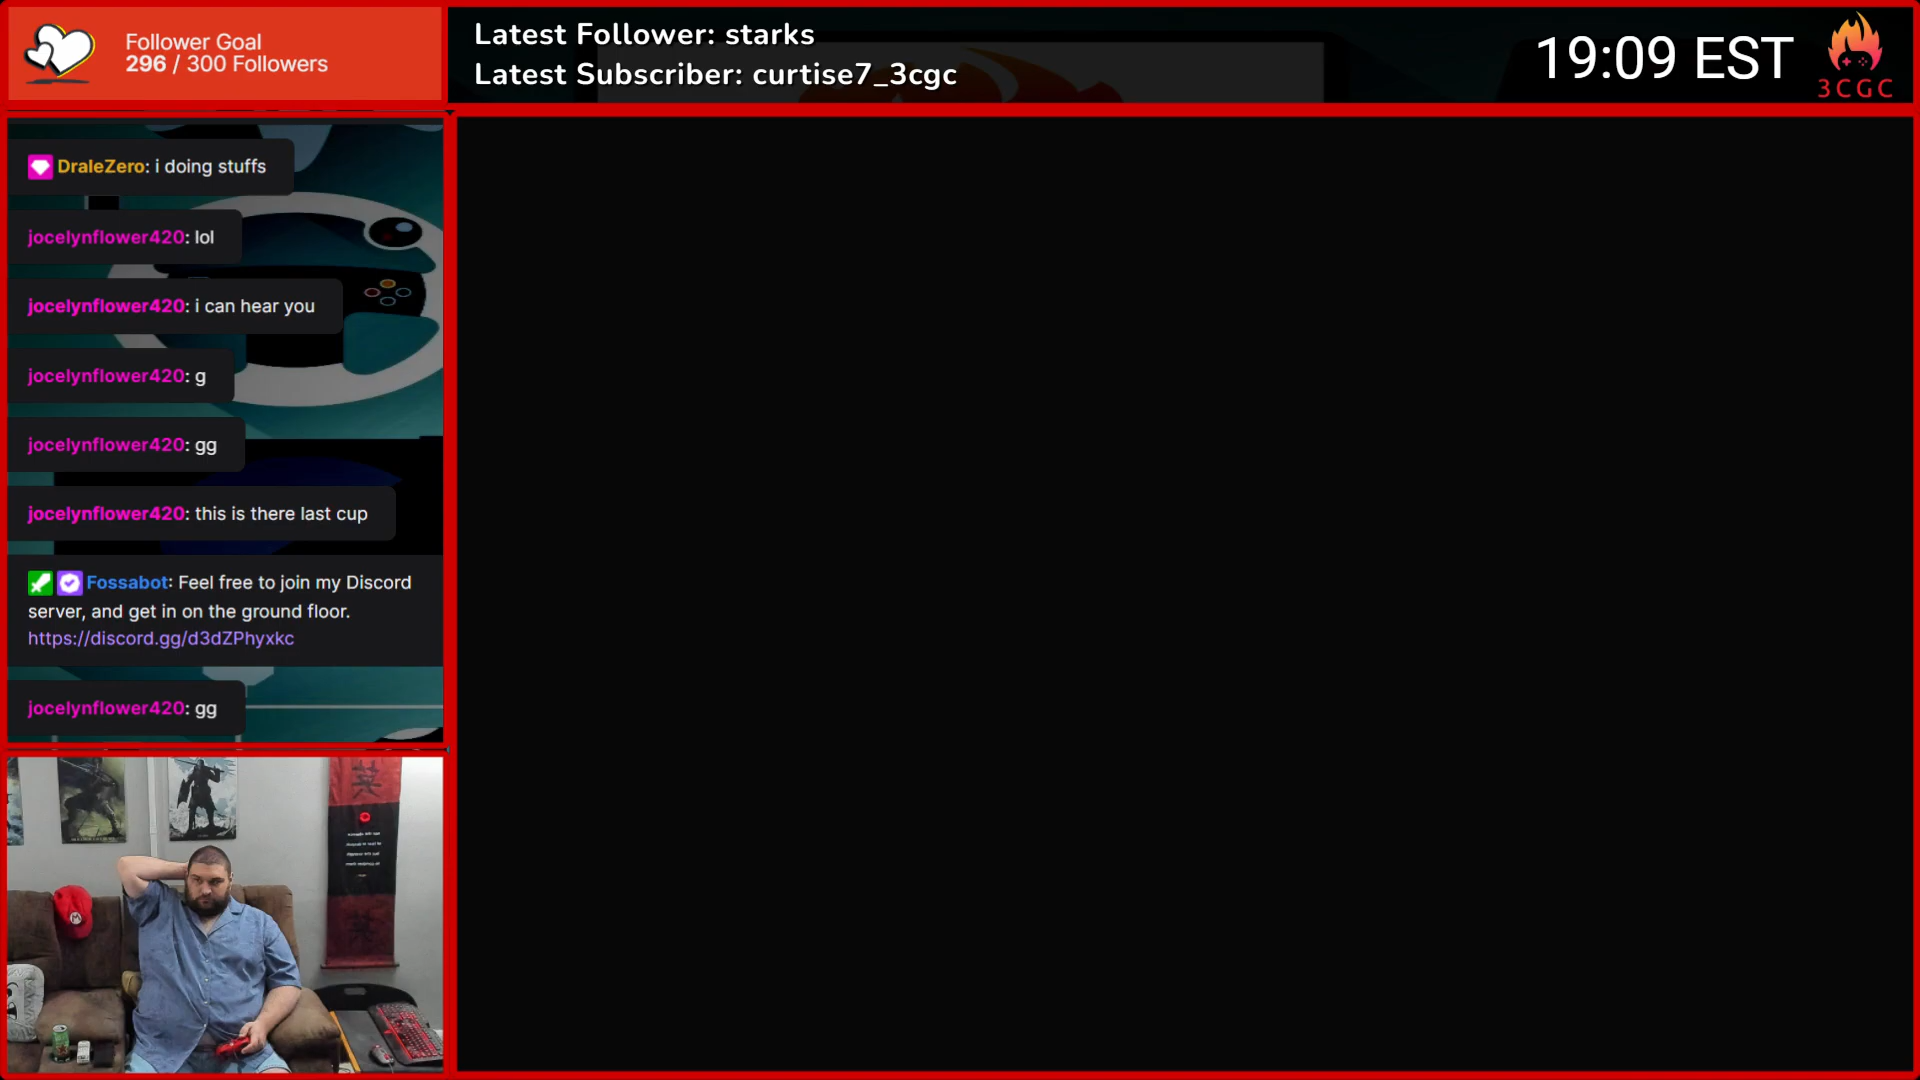 Follower Goal
296 / 300 Followers
Latest Follower: starks
Latest Subscriber: curtise7_3cgc
19:09 EST
3CGC
DraleZero: i doing stuffs
jocelynflower420: lol
jocelynflower420: i can hear you
jocelynflower420: g
jocelynflower420: gg
jocelynflower420: this is there last cup
Fossabot: Feel free to join my Discord
server, and get in on the ground floor.
https://discord.gg/d3dZPhyxkc
jocelynflower420: gg
M